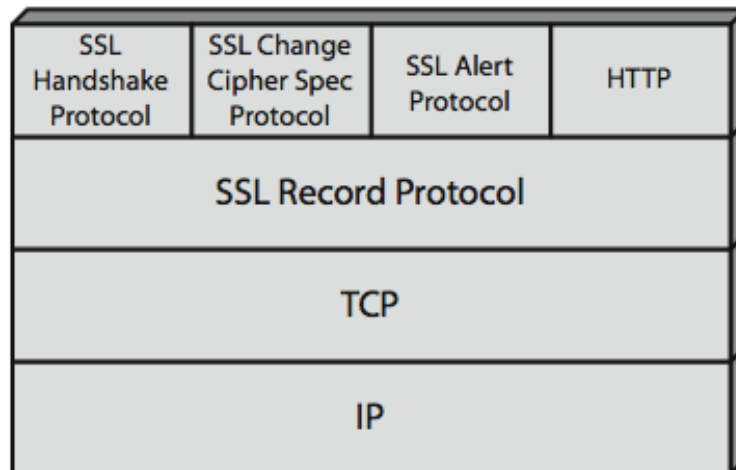 SSL
Handshake
Protocol
SSL Change
Cipher Spec
Protocol
SSL Alert
Protocol
HTTP
SSL Record Protocol
TCP
IP